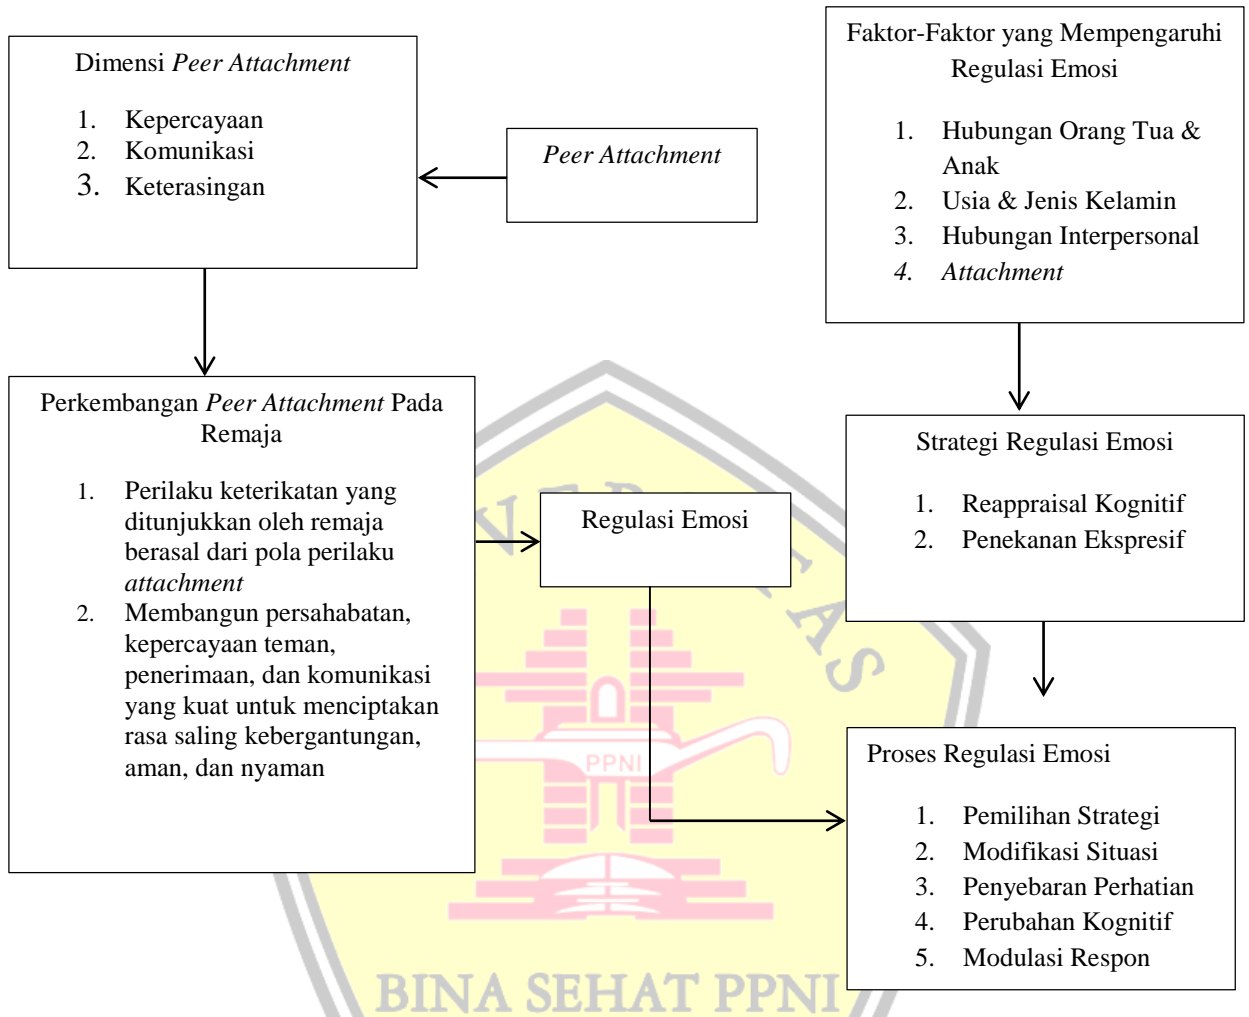 Dimensi Peer Attachment
1. Kepercayaan
2. Komunikasi
3. Keterasingan
Peer Attachment
Faktor-Faktor yang Mempengaruhi
Regulasi Emosi
1. Hubungan Orang Tua &
Anak
2. Usia & Jenis Kelamin
3. Hubungan Interpersonal
4. Attachment
Perkembangan Peer Attachment Pada
Remaja
1. Perilaku keterikatan yang
ditunjukkan oleh remaja
berasal dari pola perilaku
attachment
2. Membangun persahabatan,
kepercayaan teman,
penerimaan, dan komunikasi
yang kuat untuk menciptakan
rasa saling kebergantungan,
aman, dan nyaman
Regulasi Emosi
Strategi Regulasi Emosi
1. Reappraisal Kognitif
2. Penekanan Ekspresif
Proses Regulasi Emosi
1. Pemilihan Strategi
2. Modifikasi Situasi
3. Penyebaran Perhatian
4. Perubahan Kognitif
5. Modulasi Respon
PPNI
BINA SEHAT PPNI